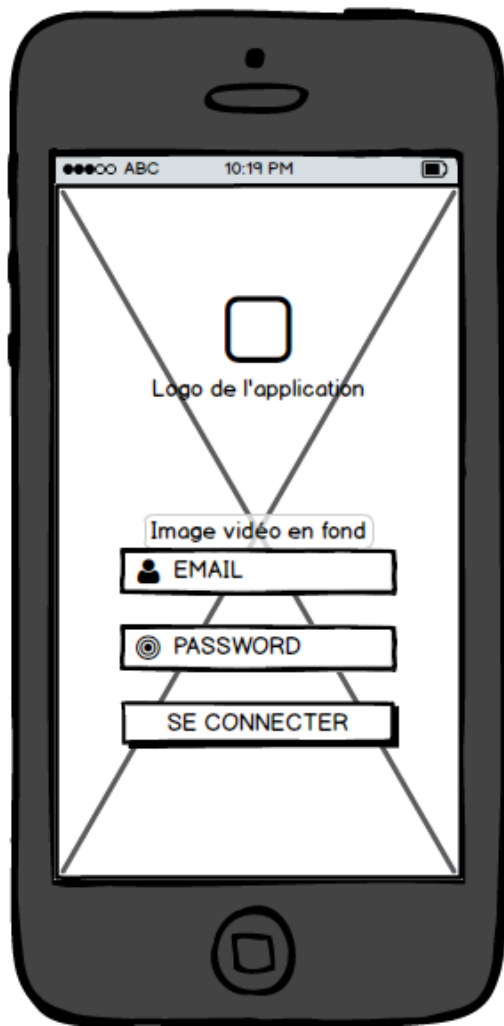 ABC 10:19 PM
Logo de l'application
Image vidéo en fond
EMAIL
PASSWORD
SE CONNECTER